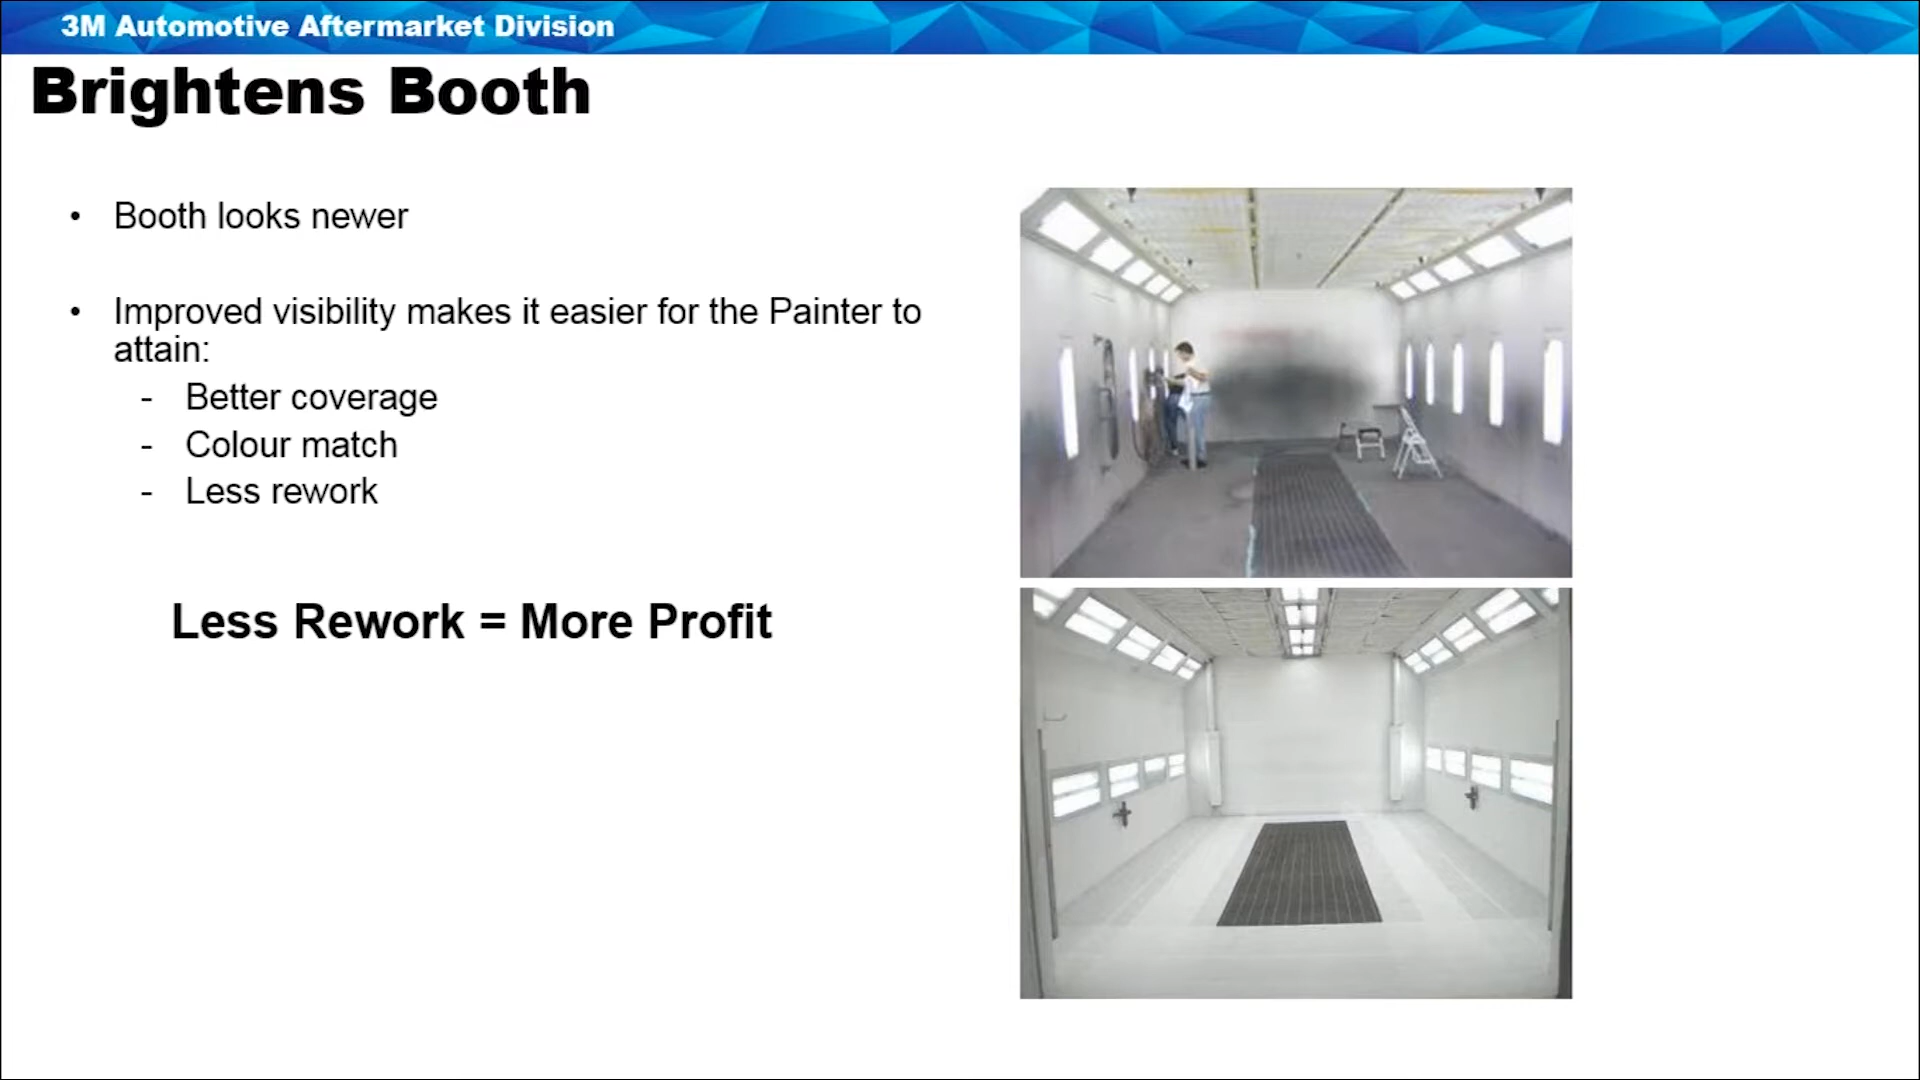 3M Automotive Aftermarket Division
Brightens Booth
• Booth looks newer
• Improved visibility makes it easier for the Painter to
attain:
- Better coverage
- Colour match
- Less rework
Less Rework = More Profit